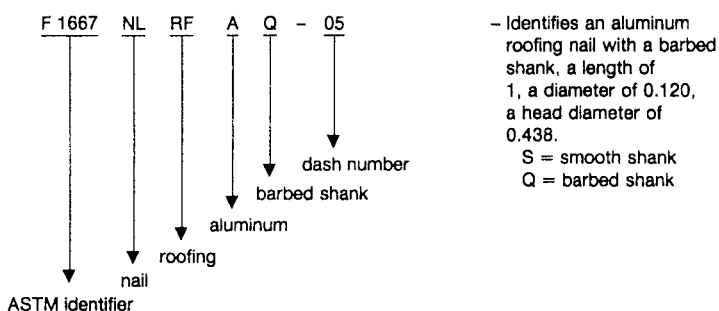 F 1667 NL RF A Q - 05
dash number
barbed shank
aluminum
roofing
nail
ASTM identifier
– Identifies an aluminum
roofing nail with a barbed
shank, a length of
1, a diameter of 0.120,
a head diameter of
0.438.
S = smooth shank
Q = barbed shank